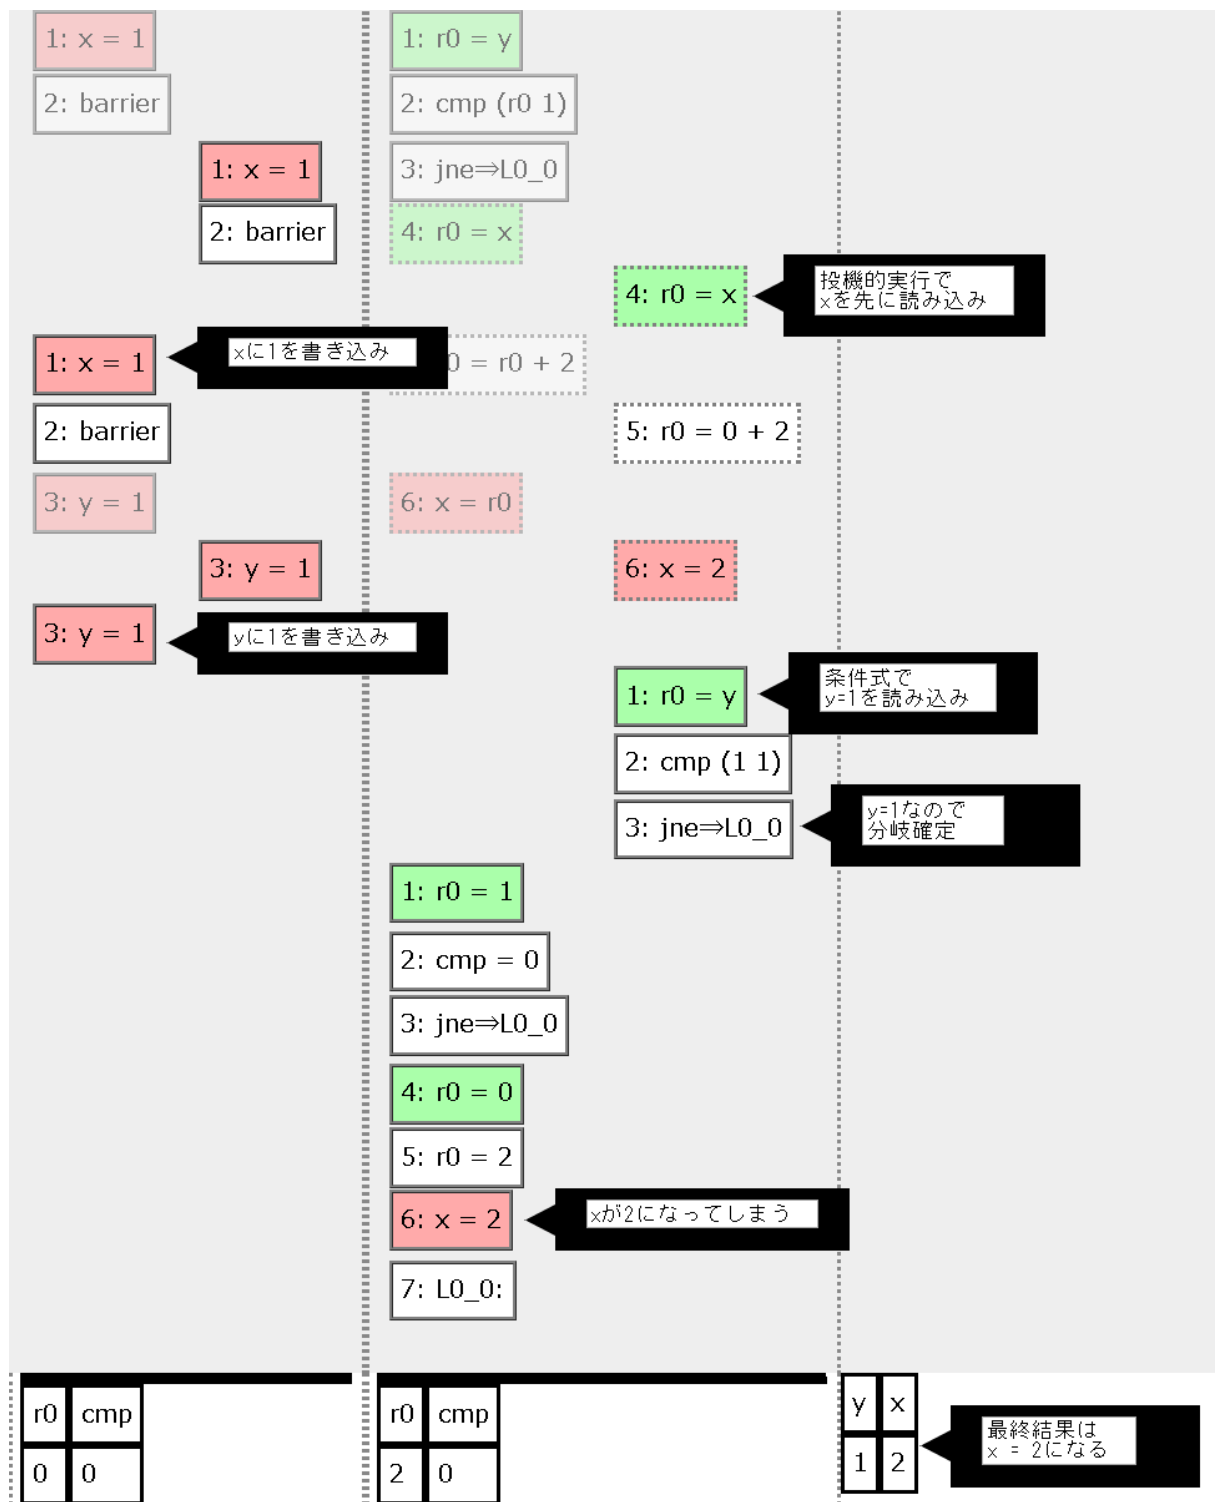 1: x = 1
1: r0 = y
2: barrier
2: cmp (r0 1)
1: x = 1
3: jne⇒L0_0
2: barrier
4: r0 = x
4: r0 = x
投機的実行で
xを先に読み込み
1: x = 1
xに1を書き込み
0 = r0 + 2
2: barrier
5: r0 = 0 + 2
3: y = 1
6: x = r0
3: y = 1
6: x = 2
3: y = 1
yに1を書き込み
1: r0 = y
条件式で
y=1を読み込み
2: cmp (1 1)
3: jne⇒L0_0
y=1なので
分岐確定
1: r0 = 1
2: cmp = 0
3: jne⇒L0_0
4: r0 = 0
5: r0 = 2
6: x = 2
xが2になってしまう
7: L0_0:
r0 cmp
0 0
r0 cmp
2 0
y x
1 2
最終結果は
x = 2になる